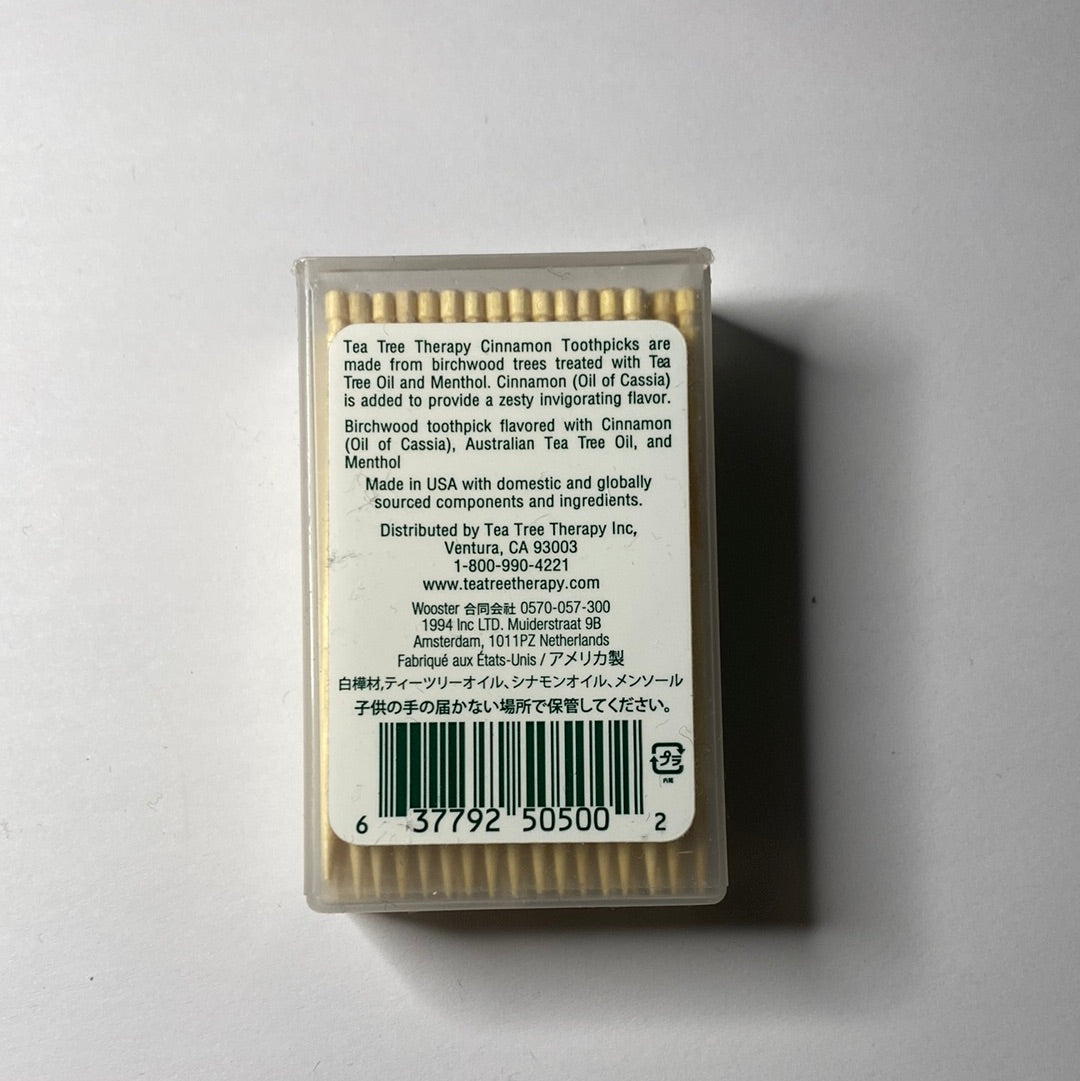 Tea Tree Therapy Cinnamon Toothpicks are
made from birchwood trees treated with Tea
Tree Oil and Menthol. Cinnamon (Oil of Cassia)
is added to provide a zesty invigorating flavor.
Birchwood toothpick flavored with Cinnamon
(Oil of Cassia), Australian Tea Tree Oil, and
Menthol
Made in USA with domestic and globally
sourced components and ingredients.
Distributed by Tea Tree Therapy Inc,
Ventura, CA 93003
1-800-990-4221
www.teatreetherapy.com
Wooster 合同会社 0570-057-300
1994 Inc LTD. Muiderstraat 9B
Amsterdam, 1011PZ Netherlands
Fabriqué aux États-Unis / アメリカ製
白樺材,ティーツリーオイル、シナモンオイル、メンソール
子供の手の届かない場所で保管してください。
プラ
6 37792 50500 2